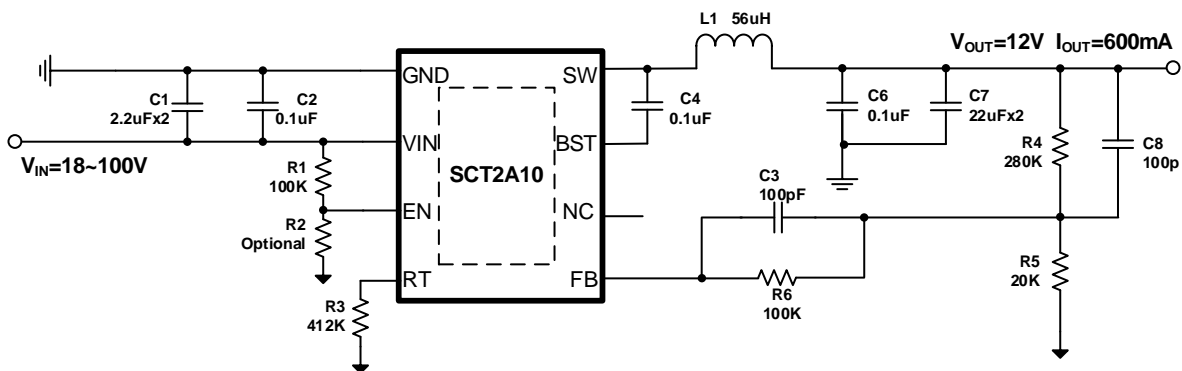 L1 56uH
VOUT=12V IOUT=600mA
GND
SW
C1
2.2uFx2
C2
0.1uF
C4
0.1uF
C6
0.1uF
C7
22uFx2
R4
280K
C8
100p
VIN
BST
VIN=18~100V
R1
100K
SCT2A10
C3
100pF
EN
NC
R2
Optional
RT
FB
R3
412K
R6
100K
R5
20K